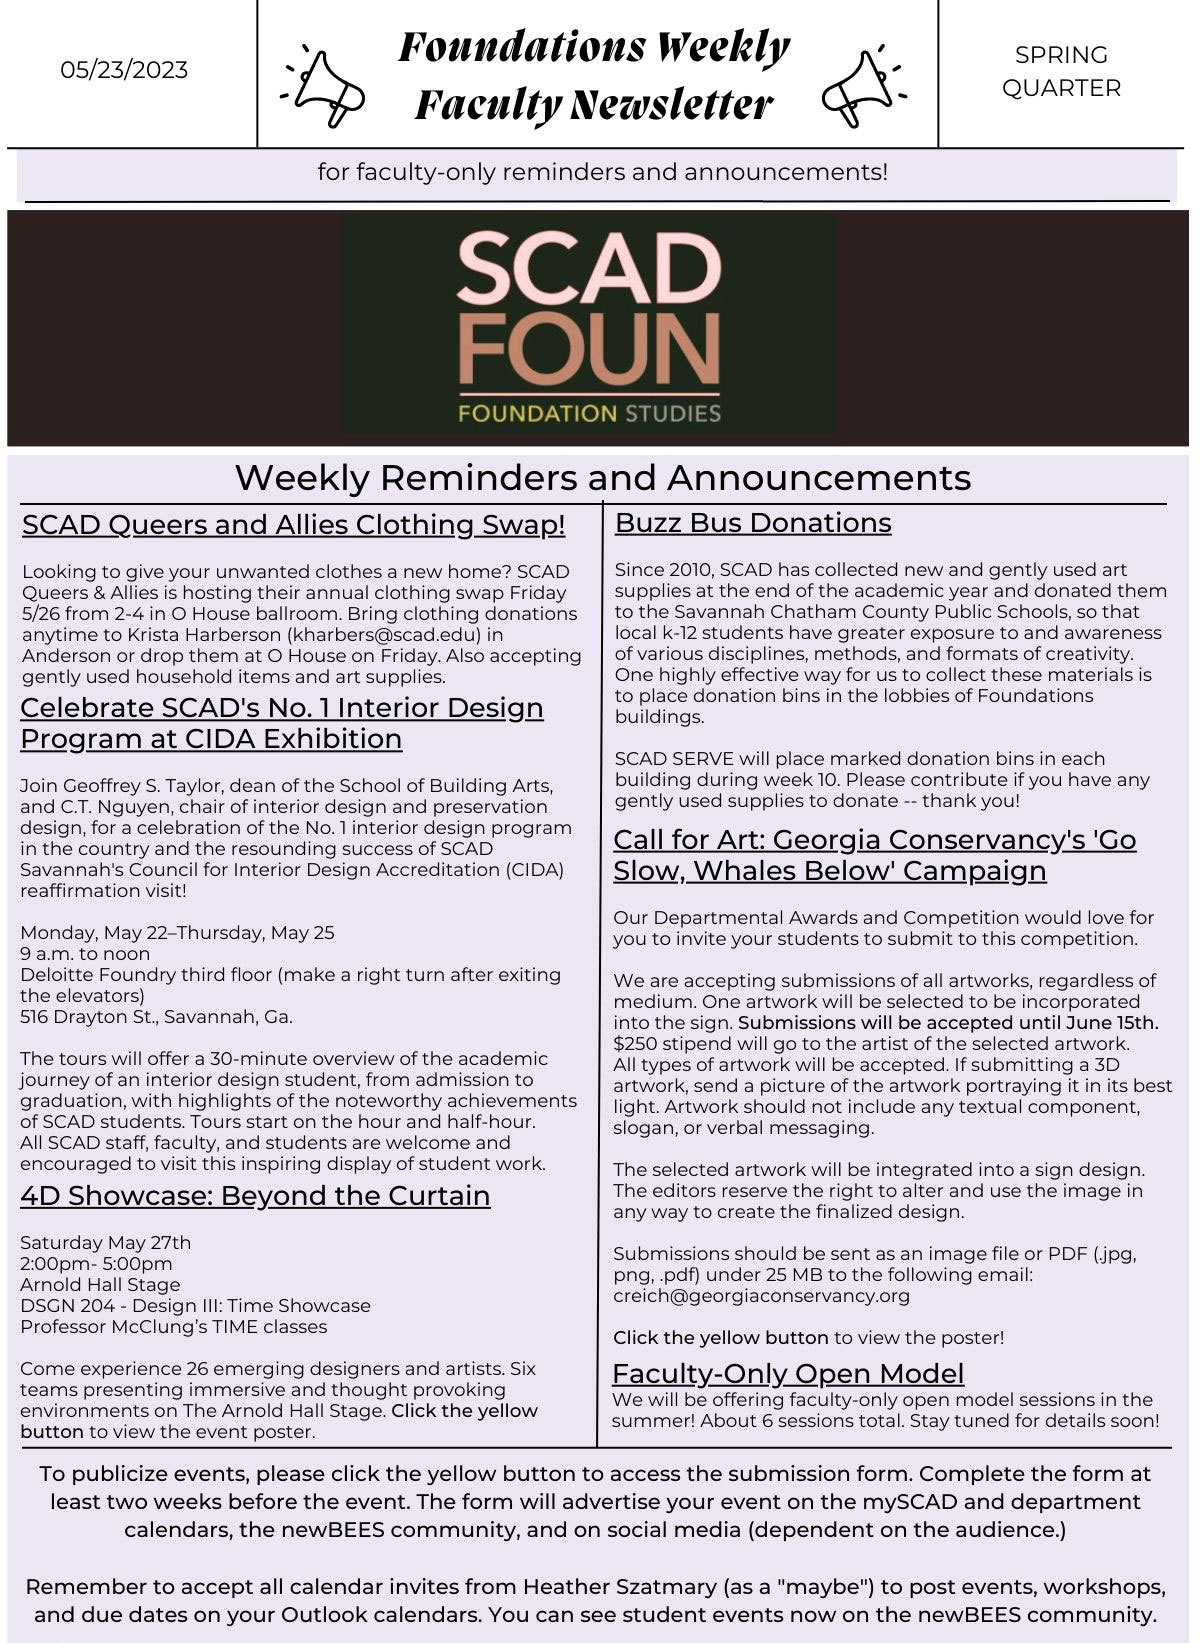 05/23/2023
Foundations Weekly
Faculty Newsletter
SPRING
QUARTER
for faculty-only reminders and announcements!
SCAD
FOUN
FOUNDATION STUDIES
Weekly Reminders and Announcements
SCAD Queers and Allies Clothing Swap!
Looking to give your unwanted clothes a new home? SCAD
Queers & Allies is hosting their annual clothing swap Friday
5/26 from 2-4 in O House ballroom. Bring clothing donations
anytime to Krista Harberson (kharbers@scad.edu) in
Anderson or drop them at O House on Friday. Also accepting
gently used household items and art supplies.
Celebrate SCAD's No. 1 Interior Design
Program at CIDA Exhibition
Join Geoffrey S. Taylor, dean of the School of Building Arts,
and C.T. Nguyen, chair of interior design and preservation
design, for a celebration of the No. 1 interior design program
in the country and the resounding success of SCAD
Savannah's Council for Interior Design Accreditation (CIDA)
reaffirmation visit!
Monday, May 22–Thursday, May 25
9 a.m. to noon
Deloitte Foundry third floor (make a right turn after exiting
the elevators)
516 Drayton St., Savannah, Ga.
The tours will offer a 30-minute overview of the academic
journey of an interior design student, from admission to
graduation, with highlights of the noteworthy achievements
of SCAD students. Tours start on the hour and half-hour.
All SCAD staff, faculty, and students are welcome and
encouraged to visit this inspiring display of student work.
4D Showcase: Beyond the Curtain
Saturday May 27th
2:00pm- 5:00pm
Arnold Hall Stage
DSGN 204 - Design III: Time Showcase
Professor McClung’s TIME classes
Come experience 26 emerging designers and artists. Six
teams presenting immersive and thought provoking
environments on The Arnold Hall Stage. Click the yellow
button to view the event poster.
Buzz Bus Donations
Since 2010, SCAD has collected new and gently used art
supplies at the end of the academic year and donated them
to the Savannah Chatham County Public Schools, so that
local k-12 students have greater exposure to and awareness
of various disciplines, methods, and formats of creativity.
One highly effective way for us to collect these materials is
to place donation bins in the lobbies of Foundations
buildings.
SCAD SERVE will place marked donation bins in each
building during week 10. Please contribute if you have any
gently used supplies to donate -- thank you!
Call for Art: Georgia Conservancy's 'Go
Slow, Whales Below' Campaign
Our Departmental Awards and Competition would love for
you to invite your students to submit to this competition.
We are accepting submissions of all artworks, regardless of
medium. One artwork will be selected to be incorporated
into the sign. Submissions will be accepted until June 15th.
$250 stipend will go to the artist of the selected artwork.
All types of artwork will be accepted. If submitting a 3D
artwork, send a picture of the artwork portraying it in its best
light. Artwork should not include any textual component,
slogan, or verbal messaging.
The selected artwork will be integrated into a sign design.
The editors reserve the right to alter and use the image in
any way to create the finalized design.
Submissions should be sent as an image file or PDF (.jpg,
png, .pdf) under 25 MB to the following email:
creich@georgiaconservancy.org
Click the yellow button to view the poster!
Faculty-Only Open Model
We will be offering faculty-only open model sessions in the
summer! About 6 sessions total. Stay tuned for details soon!
To publicize events, please click the yellow button to access the submission form. Complete the form at
least two weeks before the event. The form will advertise your event on the mySCAD and department
calendars, the newBEES community, and on social media (dependent on the audience.)
Remember to accept all calendar invites from Heather Szatmary (as a "maybe") to post events, workshops,
and due dates on your Outlook calendars. You can see student events now on the newBEES community.